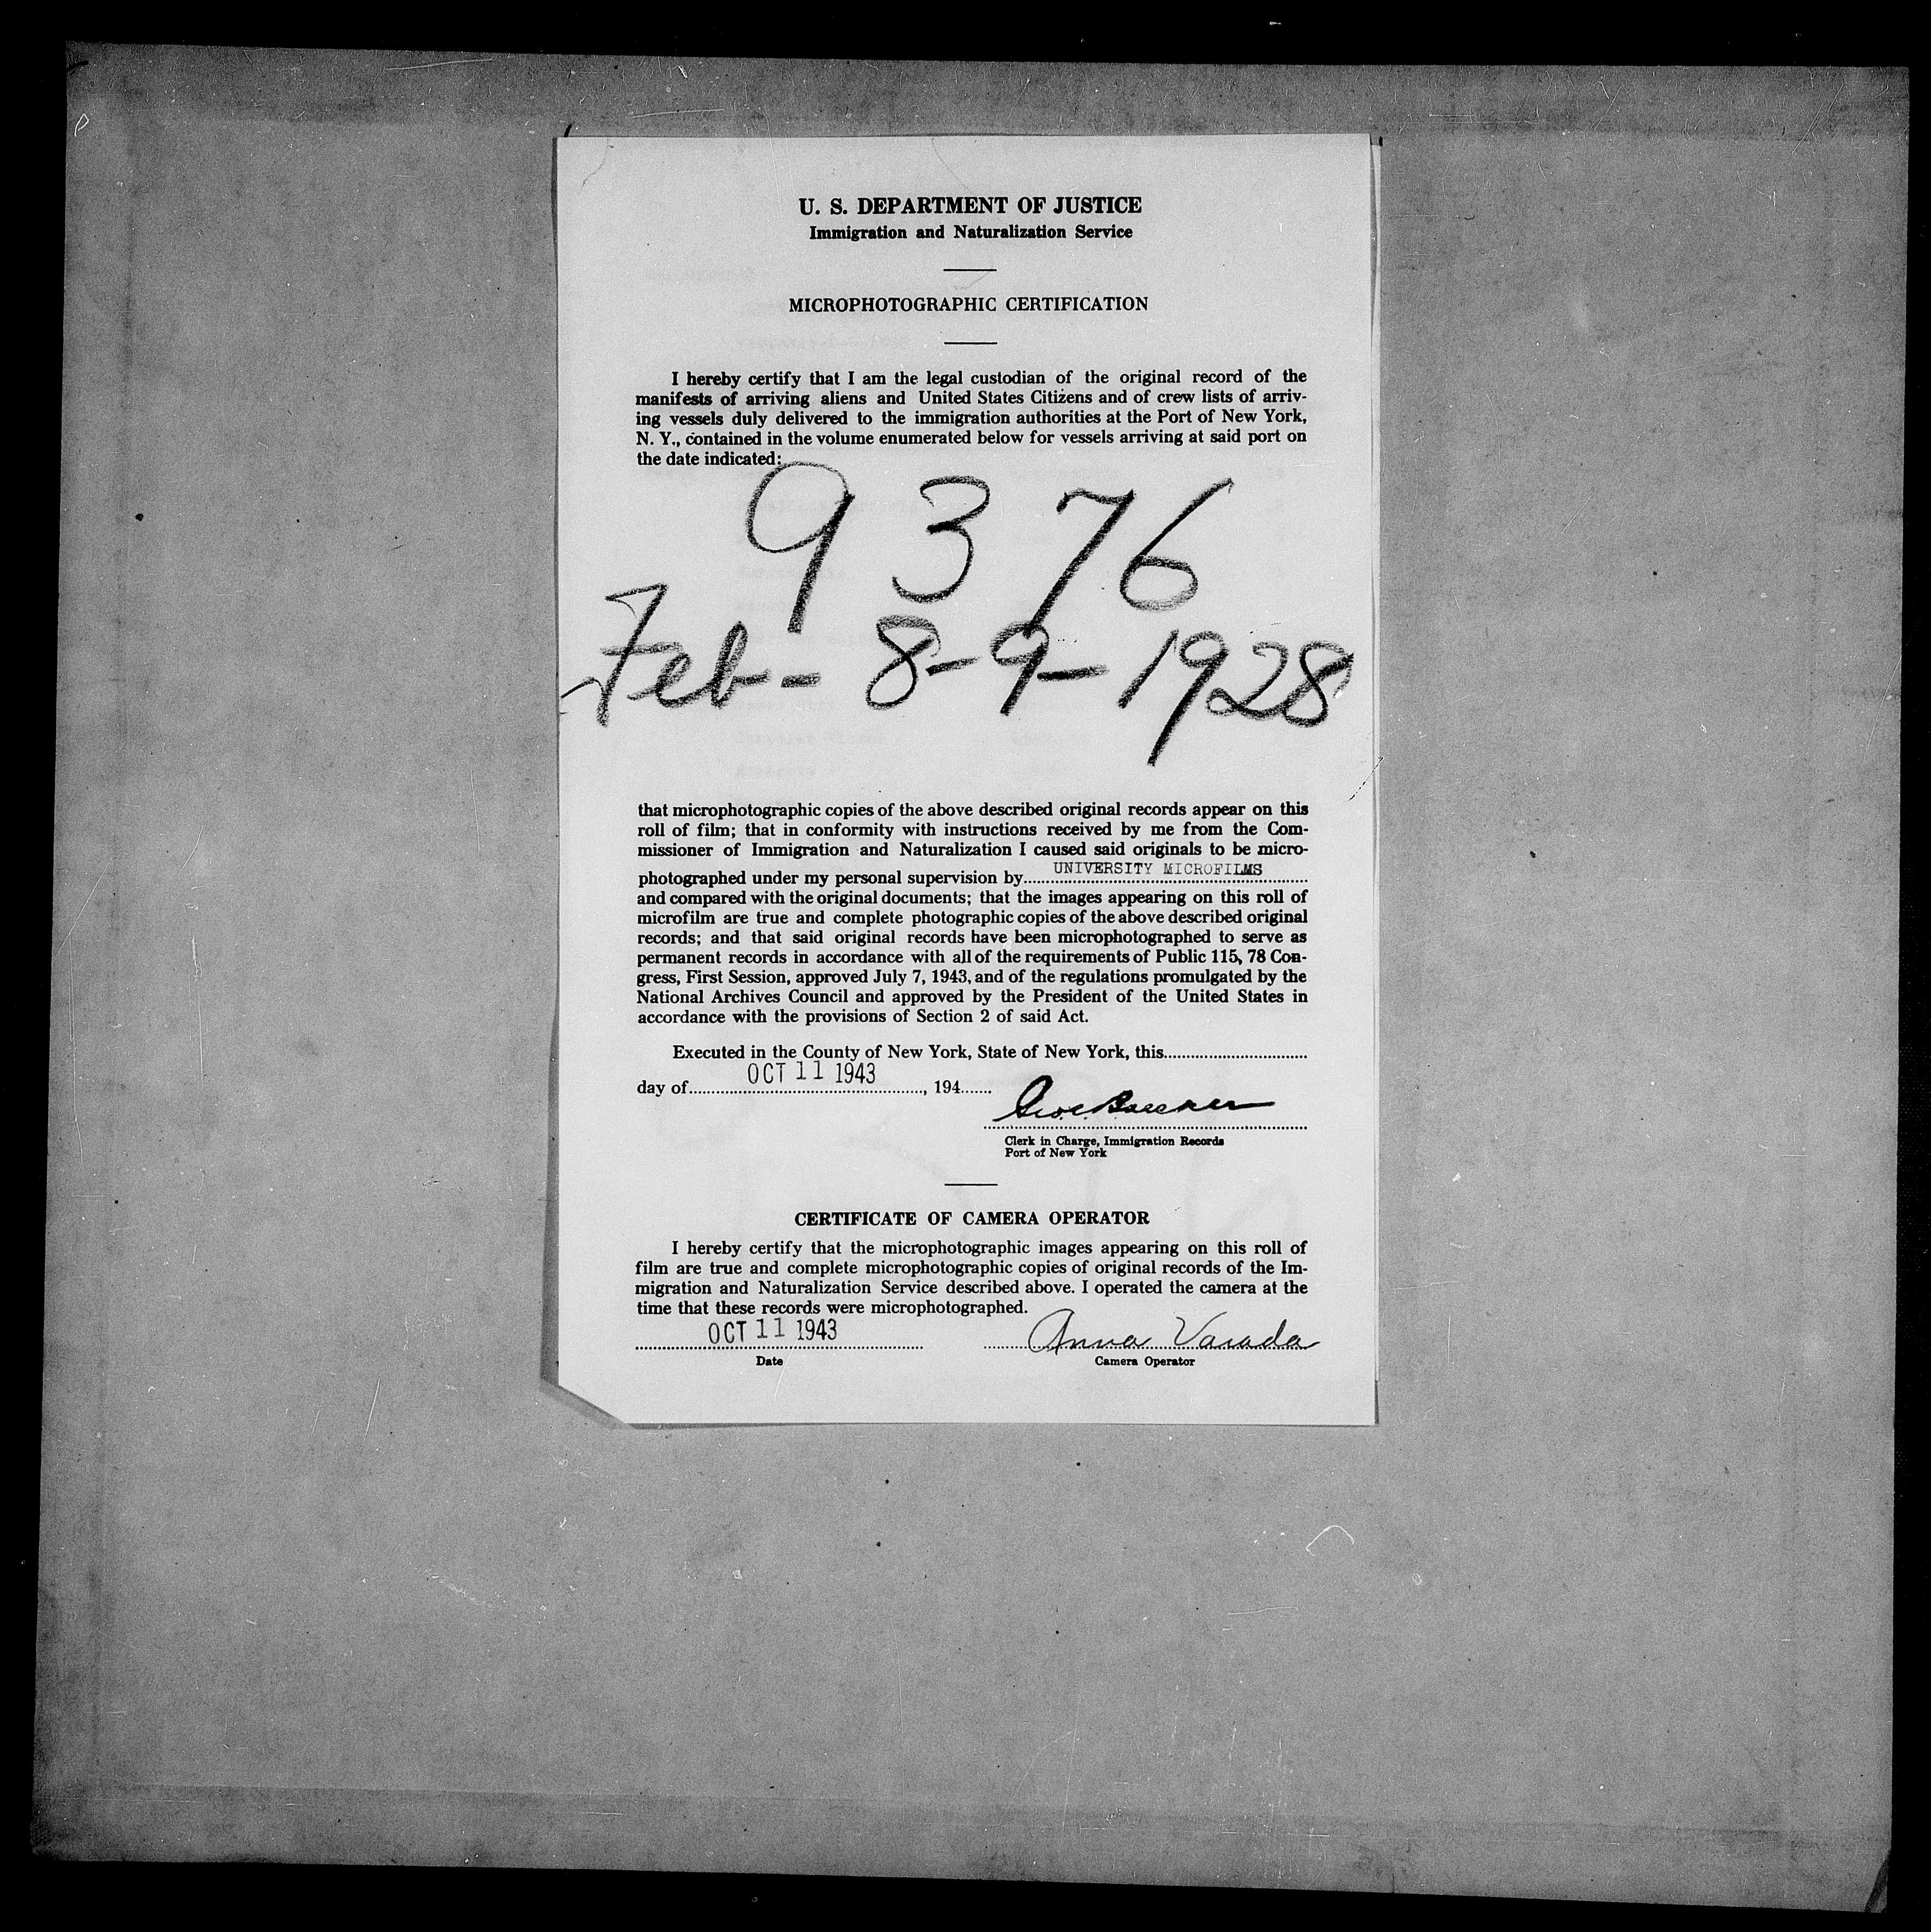 U. S. DEPARTMENT OF JUSTICE
Immigration and Naturalization Service
MICROPHOTOGRAPHIC CERTIFICATION
I hereby certify that I am the legal custodian of the original record of the
manifests of arriving aliens and United States Citizens and of crew lists of arriv-
ing vessels duly delivered to the immigration authorities at the Port of New York,
N. Y., contained in the volume enumerated below for vessels arriving at said port on
the date indicated:
9376
Feb- 8-9-1928
that microphotographic copies of the above described original records appear on this
roll of film; that in conformity with instructions received by me from the Com-
missioner of Immigration and Naturalization I caused said originals to be micro-
photographed under my personal supervision by UNIVERSITY MICROFILMS
and compared with the original documents; that the images appearing on this roll of
microfilm are true and complete photographic copies of the above described original
records; and that said original records have been microphotographed to serve as
permanent records in accordance with all of the requirements of Public 115, 78 Con-
gress, First Session, approved July 7, 1943, and of the regulations promulgated by the
National Archives Council and approved by the President of the United States in
accordance with the provisions of Section 2 of said Act.
Executed in the County of New York, State of New York, this
day of OCT 11 1943, 194
Clerk in Charge, Immigration Records
Port of New York
CERTIFICATE OF CAMERA OPERATOR
I hereby certify that the microphotographic images appearing on this roll of
film are true and complete microphotographic copies of original records of the Im-
migration and Naturalization Service described above. I operated the camera at the
time that these records were microphotographed.
OCT 11 1943 Anna Varada
Date Camera Operator